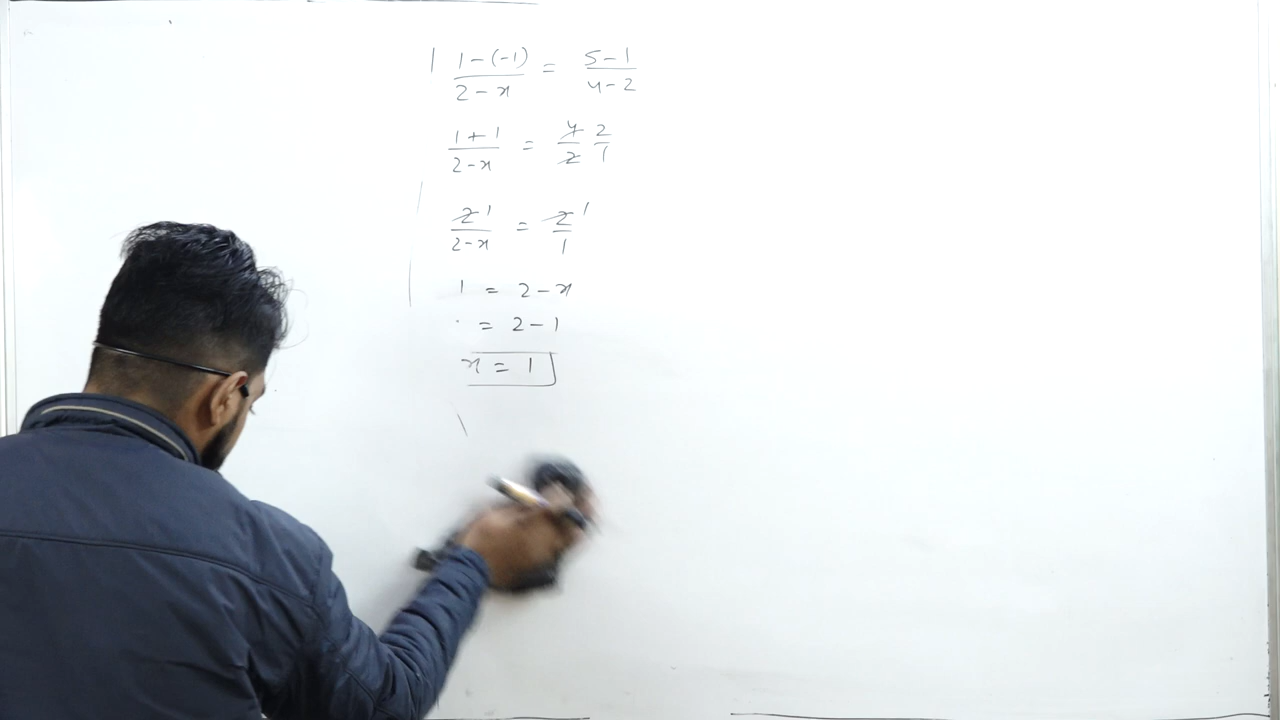 1-(-1)/2-x = 5-1/4-2
1+1/2-x = 4/2 2/1
2 1/2-x = 2 1/1
1 = 2-x
= 2-1
x = 1